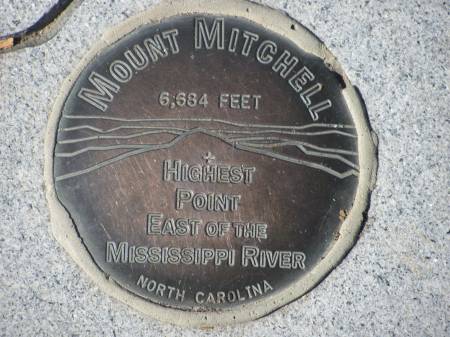 Mount Mitchell
6,684 FEET
Highest
Point
East of the
Mississippi River
NORTH CAROLINA